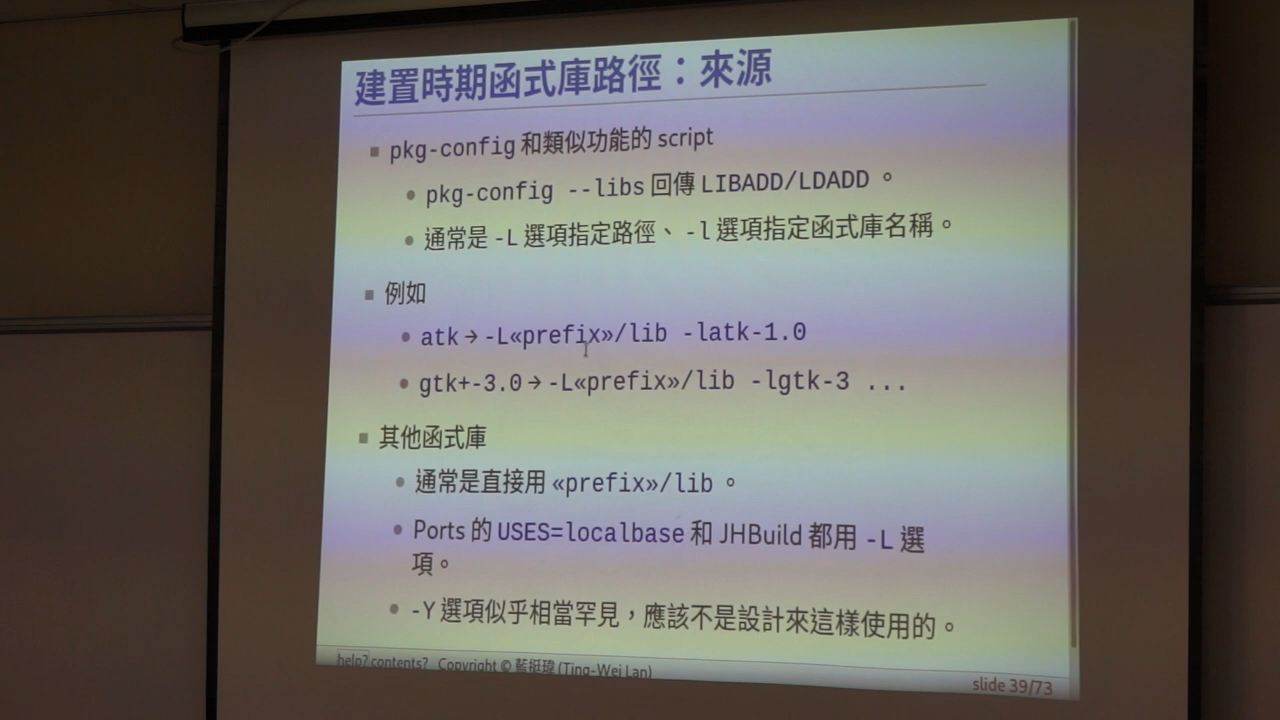 建置時期函式庫路徑：來源
pkg-config 和類似功能的 script
pkg-config --libs 回傳 LIBADD/LDADD 。
通常是 -L 選項指定路徑、 -l 選項指定函式庫名稱。
例如
atk → -L«prefix»/lib -latk-1.0
gtk+-3.0 → -L«prefix»/lib -lgtk-3 ...
其他函式庫
通常是直接用 «prefix»/lib 。
Ports 的 USES=localbase 和 JHBuild 都用 -L 選
項。
-Y 選項似乎相當罕見，應該不是設計來這樣使用的。
help? contents? Copyright © 藍挺瑋 (Ting-Wei Lan)
slide 39/73